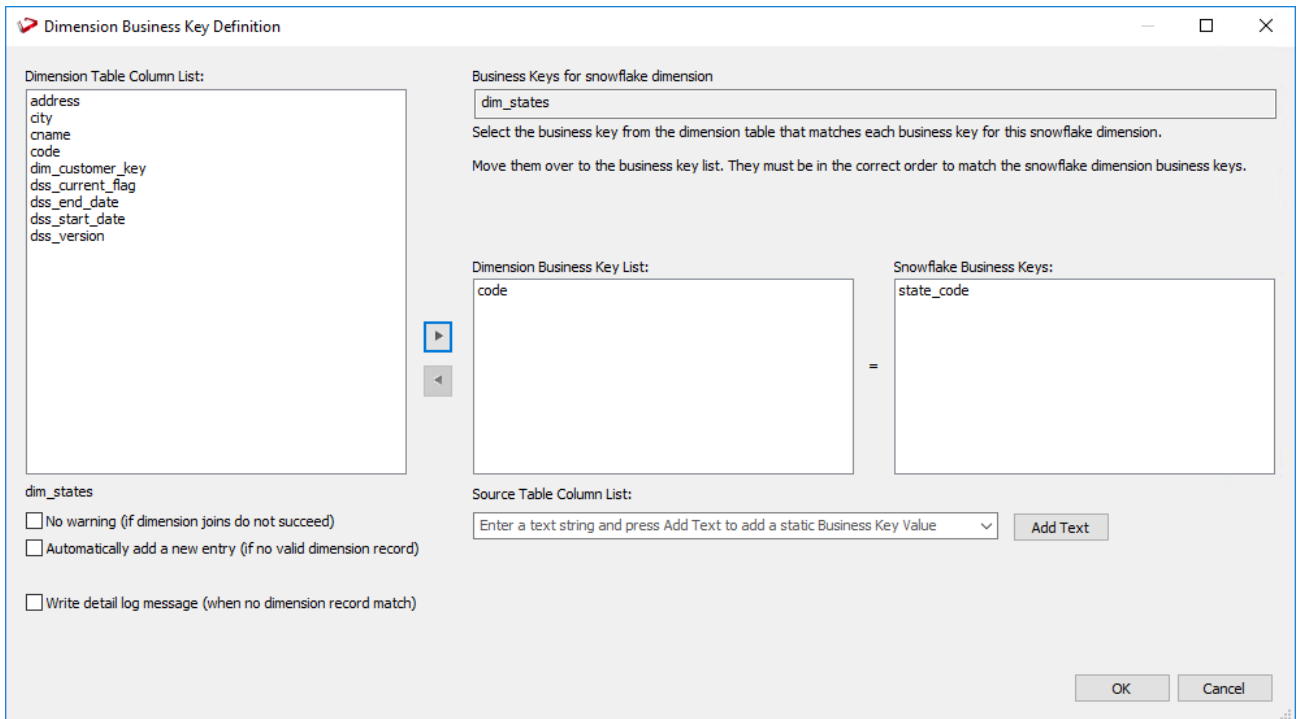 Dimension Business Key Definition
Dimension Table Column List:
address
city
cname
code
dim_customer_key
dss_current_flag
dss_end_date
dss_start_date
dss_version
Business Keys for snowflake dimension
dim_states
Select the business key from the dimension table that matches each business key for this snowflake dimension.
Move them over to the business key list. They must be in the correct order to match the snowflake dimension business keys.
Dimension Business Key List:
code
=
Snowflake Business Keys:
state_code
dim_states
No warning (if dimension joins do not succeed)
Automatically add a new entry (if no valid dimension record)
Write detail log message (when no dimension record match)
Source Table Column List:
Enter a text string and press Add Text to add a static Business Key Value
Add Text
OK
Cancel